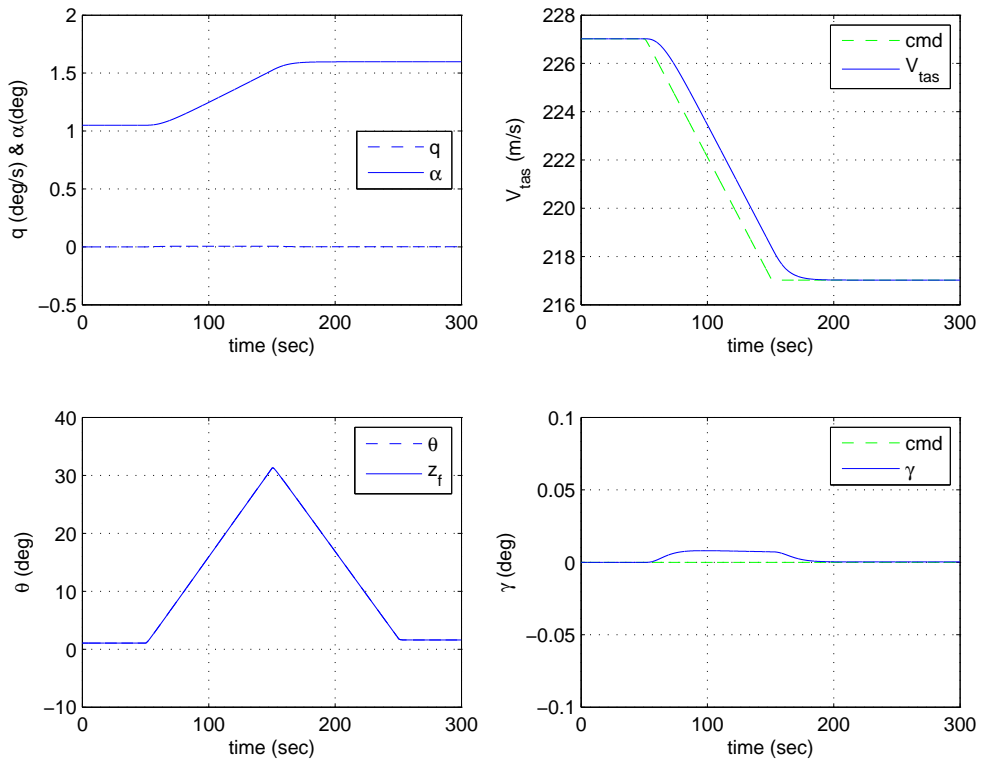 2
1.5
1
0.5
0
−0.5
q (deg/s) & α(deg)
q
α
0
100
200
300
time (sec)
228
226
224
222
220
218
216
V_tas (m/s)
cmd
V_tas
0
100
200
300
time (sec)
40
30
20
10
0
−10
θ (deg)
θ
z_f
0
100
200
300
time (sec)
0.1
0.05
0
−0.05
−0.1
γ (deg)
cmd
γ
0
100
200
300
time (sec)